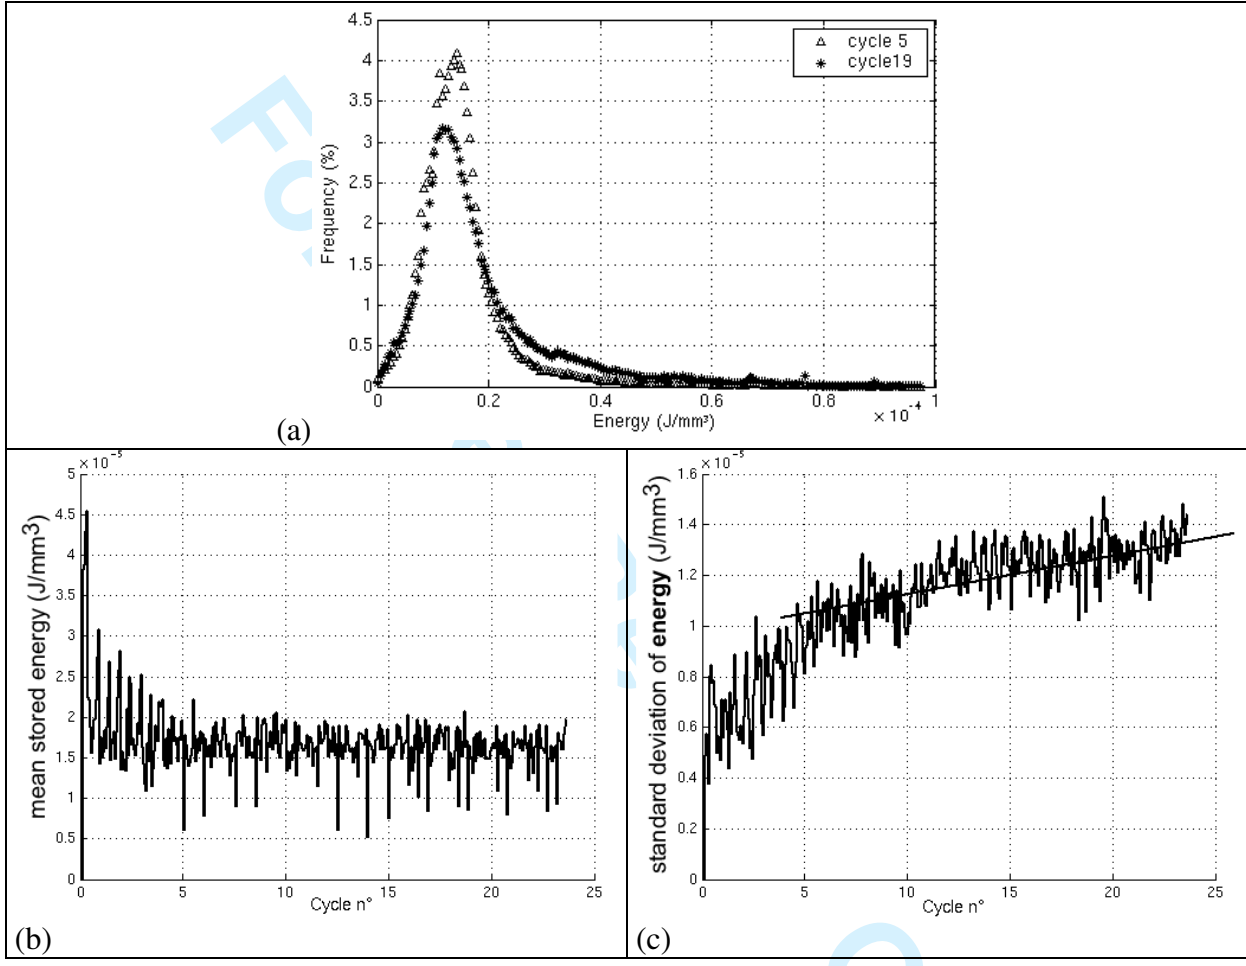 4.5
4
3.5
3
2.5
2
1.5
1
0.5
0
Frequency (%)
△ cycle 5
* cycle19
0 0.2 0.4 0.6 0.8 1
Energy (J/mm³)
× 10⁻⁴
(a)
× 10⁻⁵
5
4.5
4
3.5
3
2.5
2
1.5
1
0.5
0
mean stored energy (J/mm³)
0 5 10 15 20 25
Cycle n°
(b)
× 10⁻⁵
1.6
1.4
1.2
1
0.8
0.6
0.4
0.2
0
standard deviation of energy (J/mm³)
0 5 10 15 20 25
Cycle n°
(c)